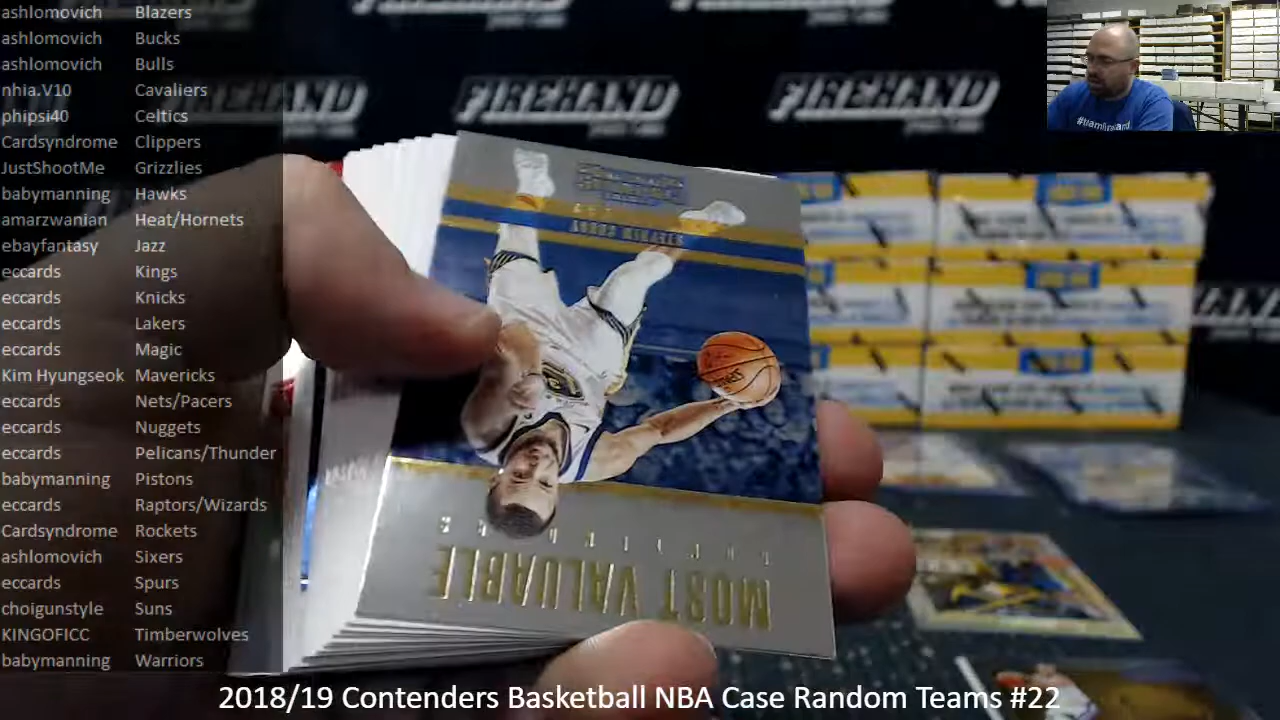 ashlomovich Blazers
ashlomovich Bucks
ashlomovich Bulls
nhia.V10 Cavaliers
phipsi40 Celtics
Cardsyndrome Clippers
JustShootMe Grizzlies
babymanning Hawks
amarzwanian Heat/Hornets
ebayfantasy Jazz
eccards Kings
eccards Knicks
eccards Lakers
eccards Magic
Kim Hyungseok Mavericks
eccards Nets/Pacers
eccards Nuggets
eccards Pelicans/Thunder
babymanning Pistons
eccards Raptors/Wizards
Cardsyndrome Rockets
ashlomovich Sixers
eccards Spurs
choigunstyle Suns
KINGOFICC Timberwolves
babymanning Warriors
FIREHAND
FIREHAND
MOST VALUABLE
2018/19 Contenders Basketball NBA Case Random Teams #22